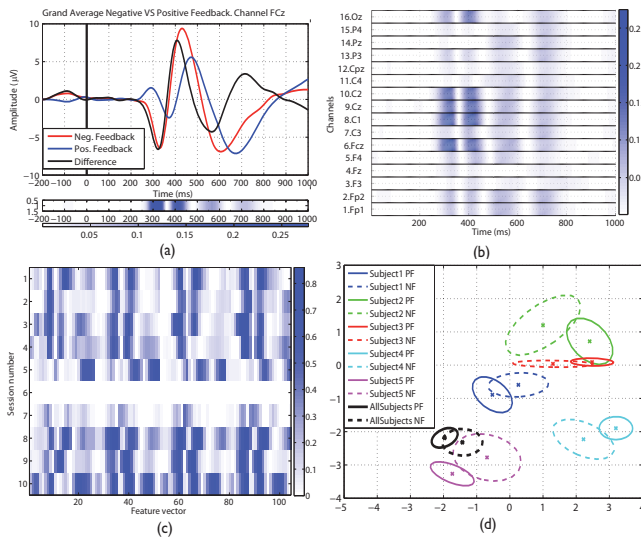 Grand Average Negative VS Positive Feedback. Channel FCz
Amplitude (µV)
10
5
0
−5
−10
Neg. Feedback
Pos. Feedback
Difference
−200 −100 0 100 200 300 400 500 600 700 800 900 1000
Time (ms)
0.5
1
1.5
−200 −100 0 100 200 300 400 500 600 700 800 900 1000
0.05 0.1 0.15 0.2 0.25
(a)
Channels
16.Oz
15.P4
14.Pz
13.P3
12.Cpz
11.C4
10.C2
9.Cz
8.C1
7.C3
6.Fcz
5.F4
4.Fz
3.F3
2.Fp2
1.Fp1
200 400 600 800 1000
Time (ms)
(b)
Session number
1
2
3
4
5
6
7
8
9
10
20 40 60 80 100
Feature vector
0.8
0.7
0.6
0.5
0.4
0.3
0.2
0.1
0
(c)
3
2
1
0
−1
−2
−3
−4
Subject1 PF
Subject1 NF
Subject2 PF
Subject2 NF
Subject3 PF
Subject3 NF
Subject4 PF
Subject4 NF
Subject5 PF
Subject5 NF
AllSubjects PF
AllSubjects NF
−5 −4 −3 −2 −1 0 1 2 3 4 5
(d)